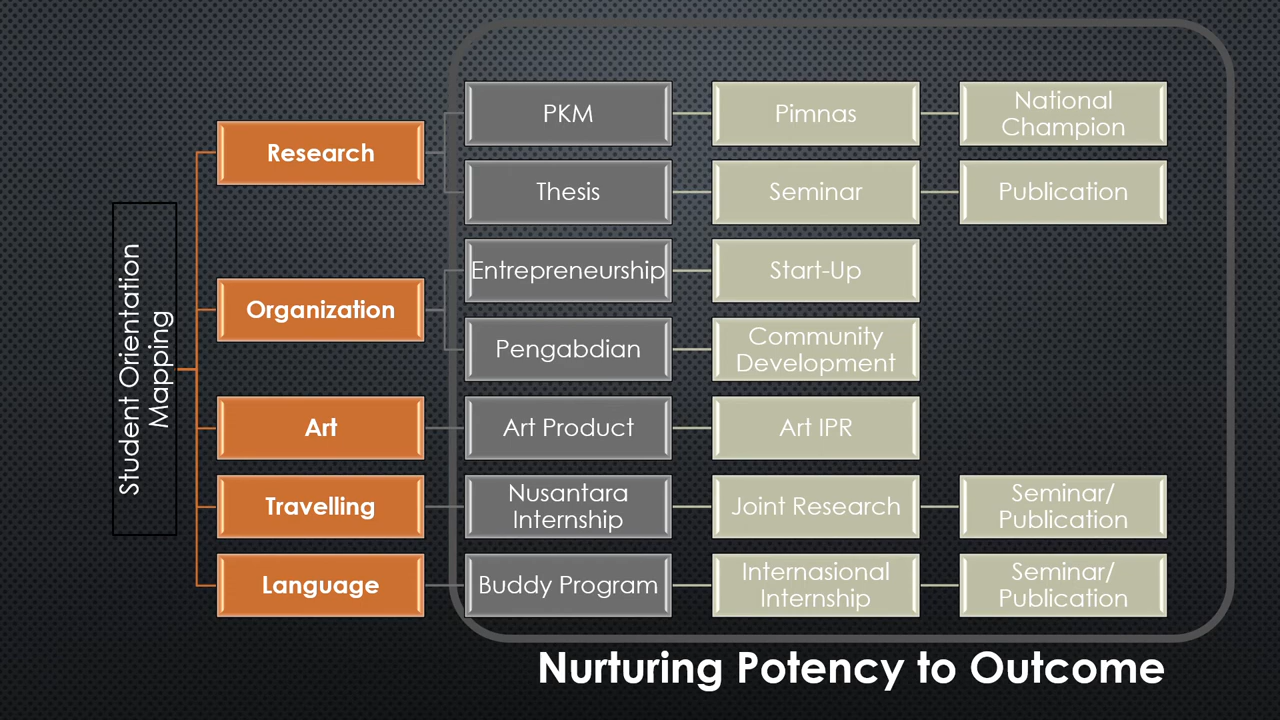 Student Orientation
Mapping
Research
PKM
Pimnas
National
Champion
Thesis
Seminar
Publication
Organization
Entrepreneurship
Start-Up
Pengabdian
Community
Development
Art
Art Product
Art IPR
Travelling
Nusantara
Internship
Joint Research
Seminar/
Publication
Language
Buddy Program
Internasional
Internship
Seminar/
Publication
Nurturing Potency to Outcome